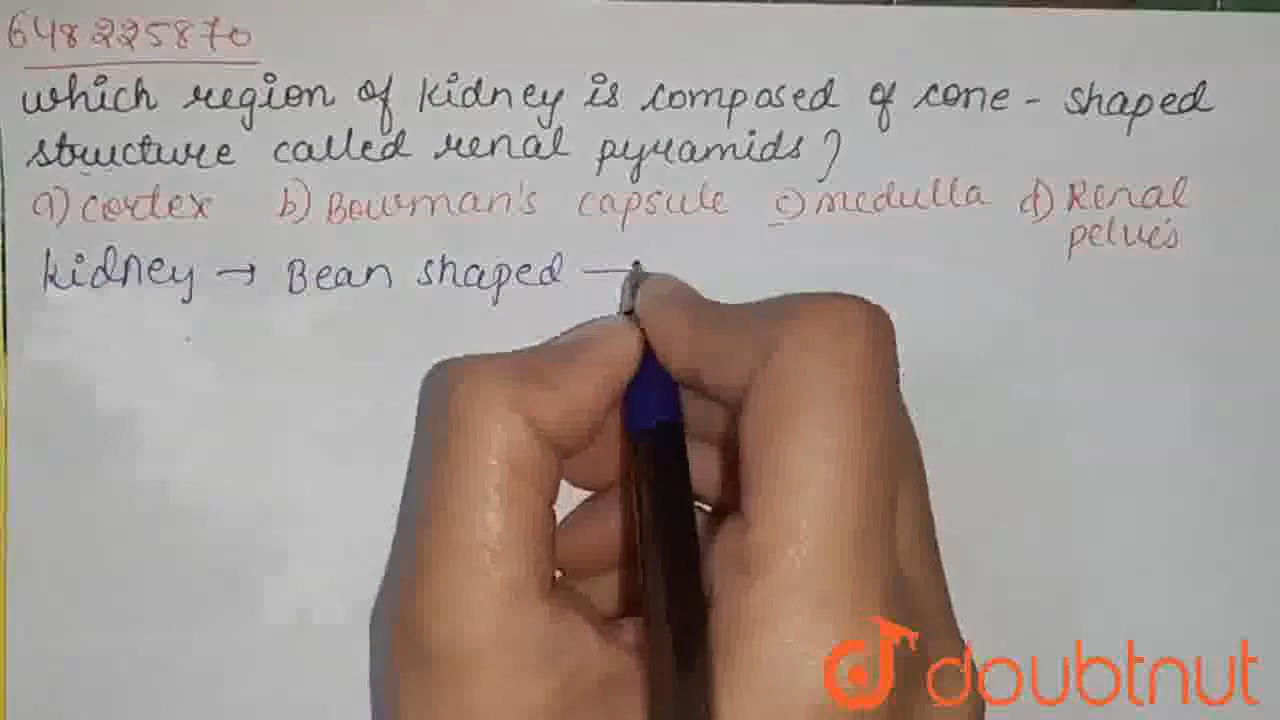 648225870
which region of kidney is composed of cone - shaped
structure called renal pyramids?
a) cortex b) Bowman's capsule c) medulla d) Renal
pelvis
kidney → Bean shaped →
doubtnut